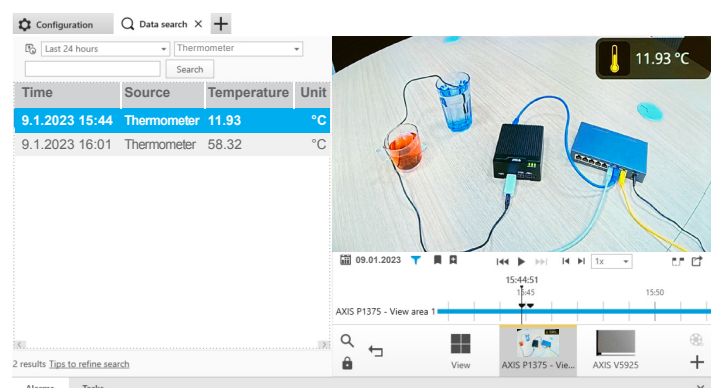 Configuration
Data search
Last 24 hours
Thermometer
Search
Time Source Temperature Unit
9.1.2023 15:44 Thermometer 11.93 °C
9.1.2023 16:01 Thermometer 58.32 °C
2 results Tips to refine search
11.93 °C
09.01.2023
1x
15:44:51
15:45
15:50
AXIS P1375 - View area 1
View
AXIS P1375 - Vie...
AXIS V5925
Alarms Tasks